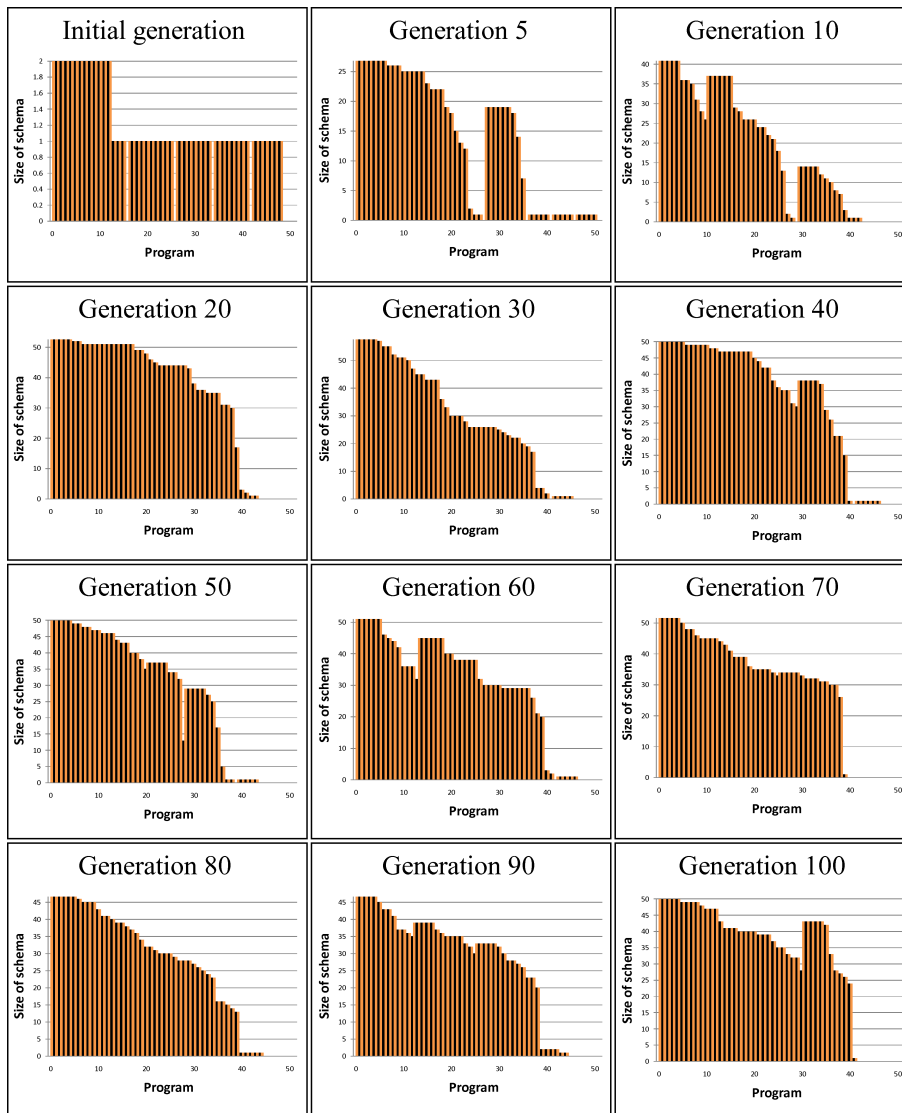 Initial generation
Size of schema
2
1.8
1.6
1.4
1.2
1
0.8
0.6
0.4
0.2
0
0 10 20 30 40 50
Program
Generation 5
Size of schema
25
20
15
10
5
0
0 10 20 30 40 50
Program
Generation 10
Size of schema
40
35
30
25
20
15
10
5
0
0 10 20 30 40 50
Program
Generation 20
Size of schema
50
40
30
20
10
0
0 10 20 30 40 50
Program
Generation 30
Size of schema
50
40
30
20
10
0
0 10 20 30 40 50
Program
Generation 40
Size of schema
50
45
40
35
30
25
20
15
10
5
0
0 10 20 30 40 50
Program
Generation 50
Size of schema
50
45
40
35
30
25
20
15
10
5
0
0 10 20 30 40 50
Program
Generation 60
Size of schema
50
40
30
20
10
0
0 10 20 30 40 50
Program
Generation 70
Size of schema
50
40
30
20
10
0
0 10 20 30 40 50
Program
Generation 80
Size of schema
45
40
35
30
25
20
15
10
5
0
0 10 20 30 40 50
Program
Generation 90
Size of schema
45
40
35
30
25
20
15
10
5
0
0 10 20 30 40 50
Program
Generation 100
Size of schema
50
45
40
35
30
25
20
15
10
5
0
0 10 20 30 40 50
Program